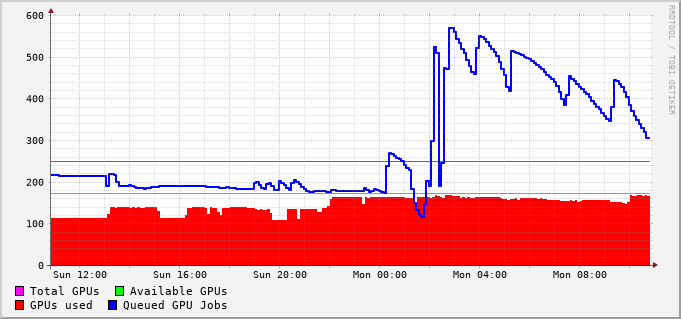 600
500
400
300
200
100
0
Sun 12:00 Sun 16:00 Sun 20:00 Mon 00:00 Mon 04:00 Mon 08:00
Total GPUs Available GPUs
GPUs used Queued GPU Jobs
RRDTOOL / TOBI OETIKER